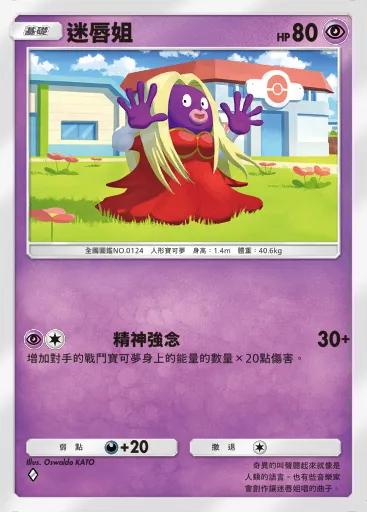 基礎
迷唇姐
HP 80
全國圖鑑NO.0124 人形寶可夢 身高：1.4m 體重：40.6kg
精神強念 30+
增加對手的戰鬥寶可夢身上的能量的數量×20點傷害。
弱點 +20 撤退
Illus. Oswaldo KATO
奇異的叫聲聽起來就像是
人類的語言。也有些音樂家
會創作讓迷唇姐唱的曲子。